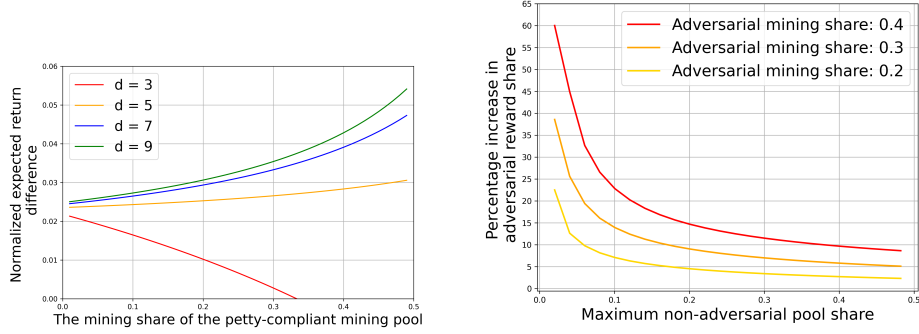 Normalized expected return
difference
0.06
0.05
0.04
0.03
0.02
0.01
0.00
d = 3
d = 5
d = 7
d = 9
0.0 0.1 0.2 0.3 0.4 0.5
The mining share of the petty-compliant mining pool
Percentage increase in
adversarial reward share
65
60
55
50
45
40
35
30
25
20
15
10
5
0
Adversarial mining share: 0.4
Adversarial mining share: 0.3
Adversarial mining share: 0.2
0.0 0.1 0.2 0.3 0.4 0.5
Maximum non-adversarial pool share